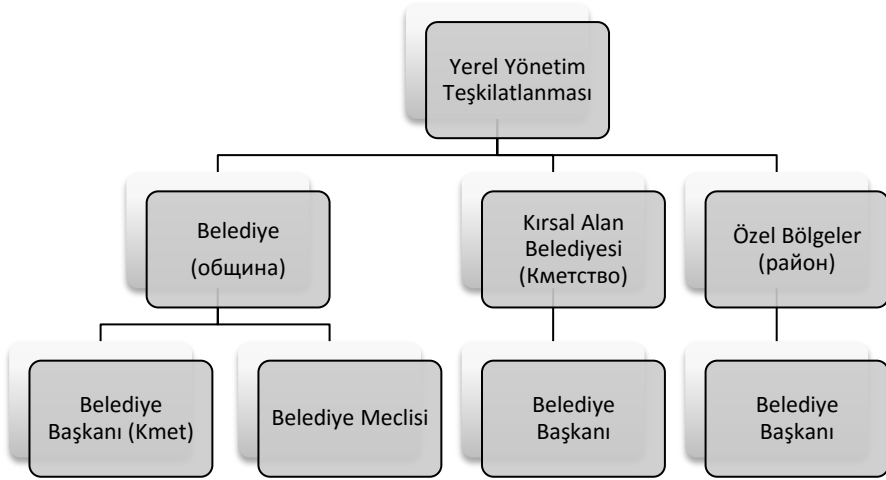 Yerel Yönetim
Teşkilatlanması
Belediye
(община)
Kırsal Alan
Belediyesi
(Кметство)
Özel Bölgeler
(район)
Belediye
Başkanı (Kmet)
Belediye Meclisi
Belediye
Başkanı
Belediye
Başkanı